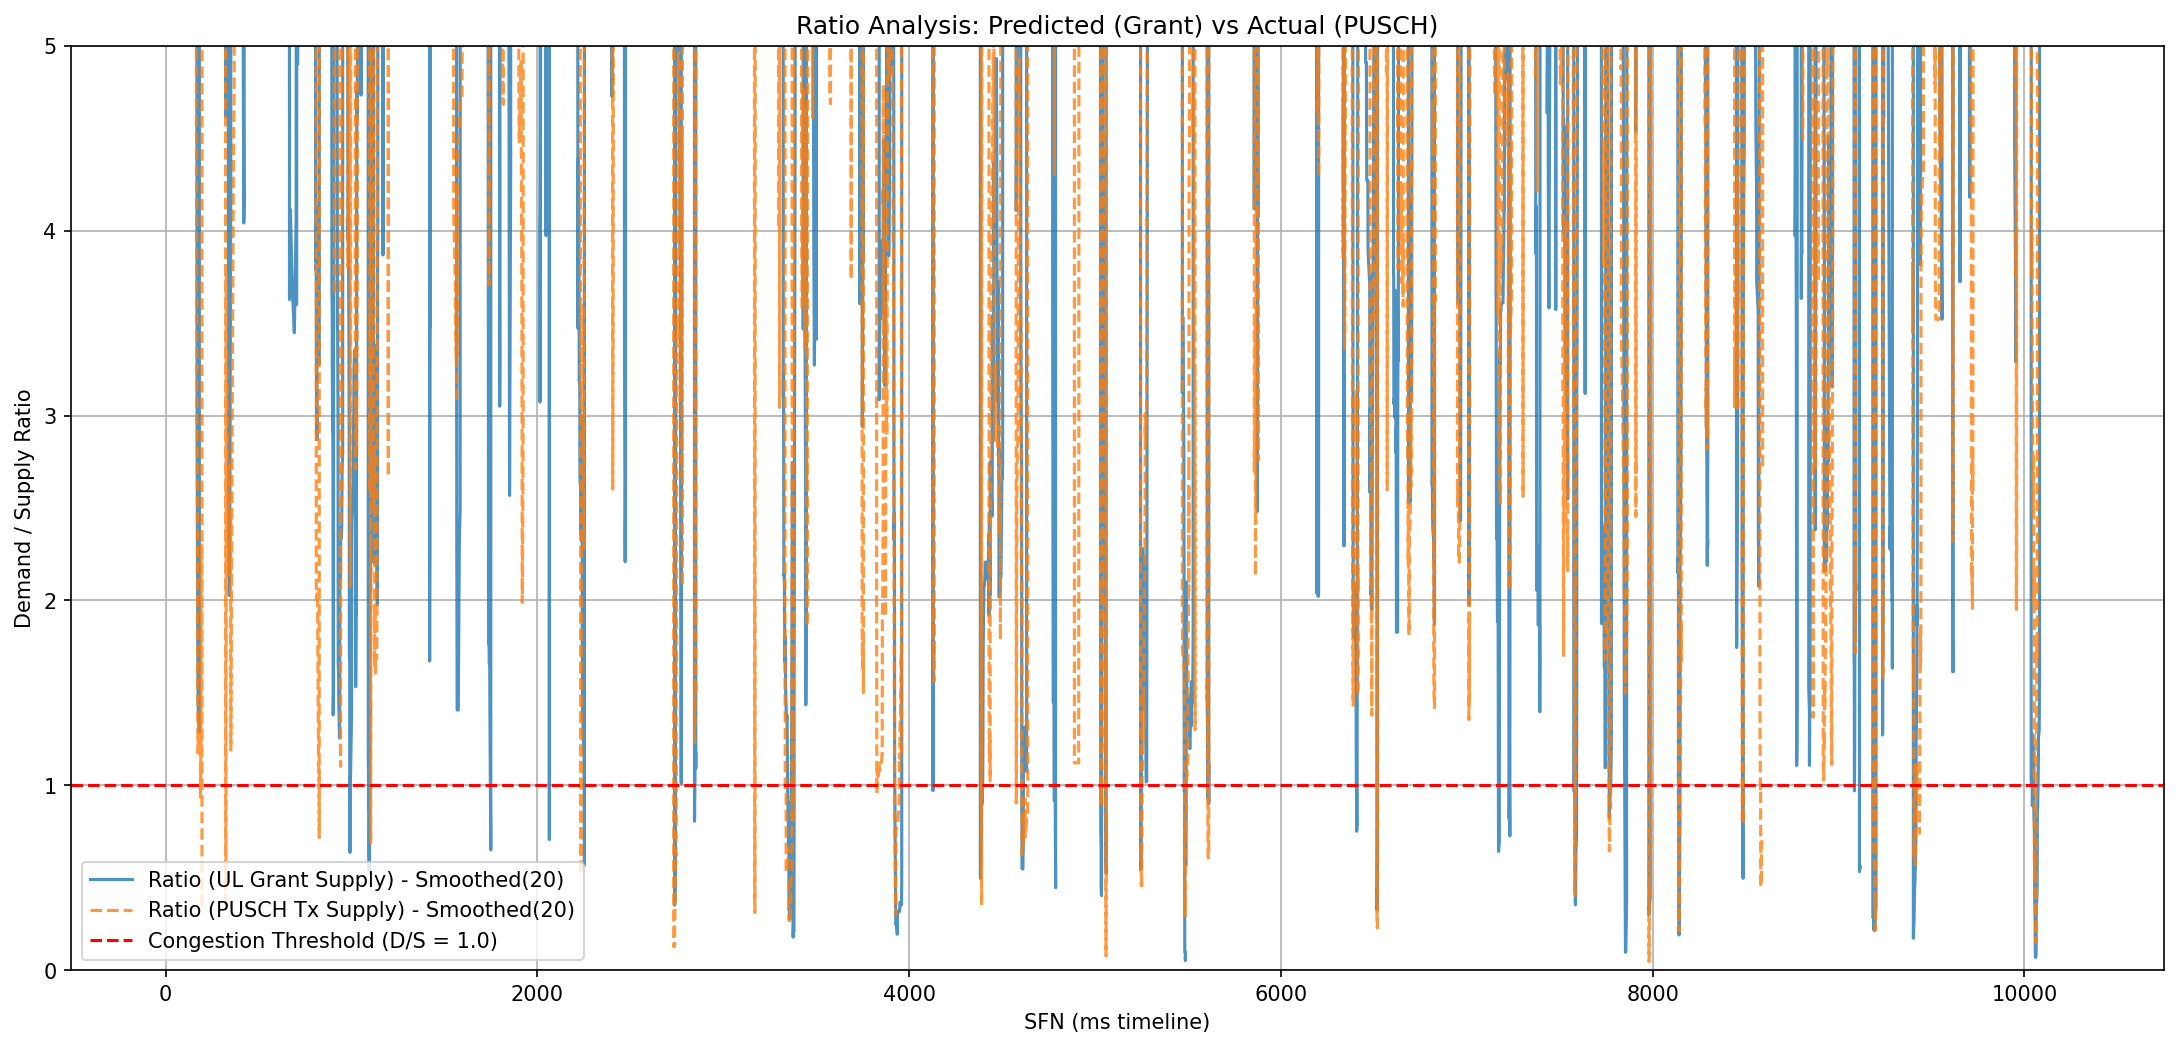 Ratio Analysis: Predicted (Grant) vs Actual (PUSCH)
5
4
3
2
1
0
Demand / Supply Ratio
Ratio (UL Grant Supply) - Smoothed(20)
Ratio (PUSCH Tx Supply) - Smoothed(20)
Congestion Threshold (D/S = 1.0)
0
2000
4000
6000
8000
10000
SFN (ms timeline)